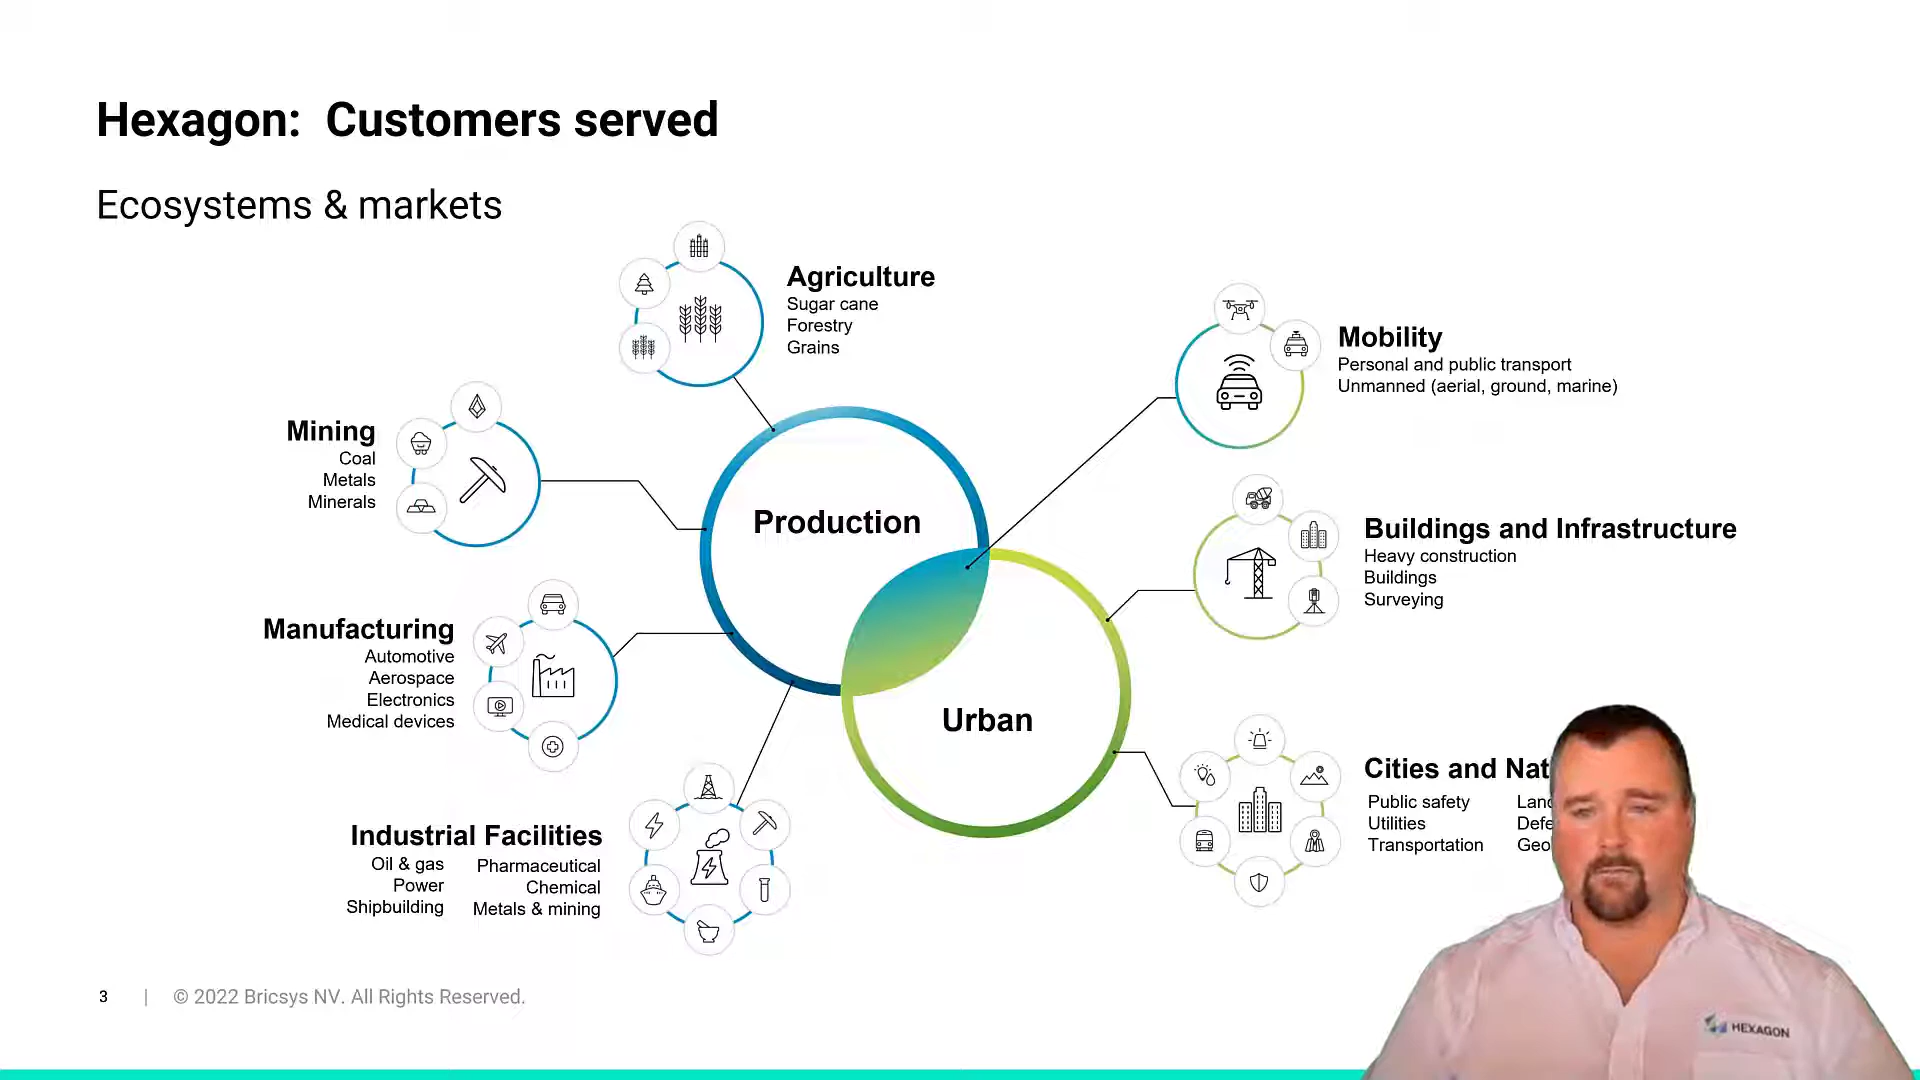 Hexagon: Customers served
Ecosystems & markets
Agriculture
Sugar cane
Forestry
Grains
Mining
Coal
Metals
Minerals
Manufacturing
Automotive
Aerospace
Electronics
Medical devices
Industrial Facilities
Oil & gas
Power
Shipbuilding
Pharmaceutical
Chemical
Metals & mining
Production
Urban
Mobility
Personal and public transport
Unmanned (aerial, ground, marine)
Buildings and Infrastructure
Heavy construction
Buildings
Surveying
Cities and
Public safety
Utilities
Transportation
3 | © 2022 Bricsys NV. All Rights Reserved.
HEXAGON